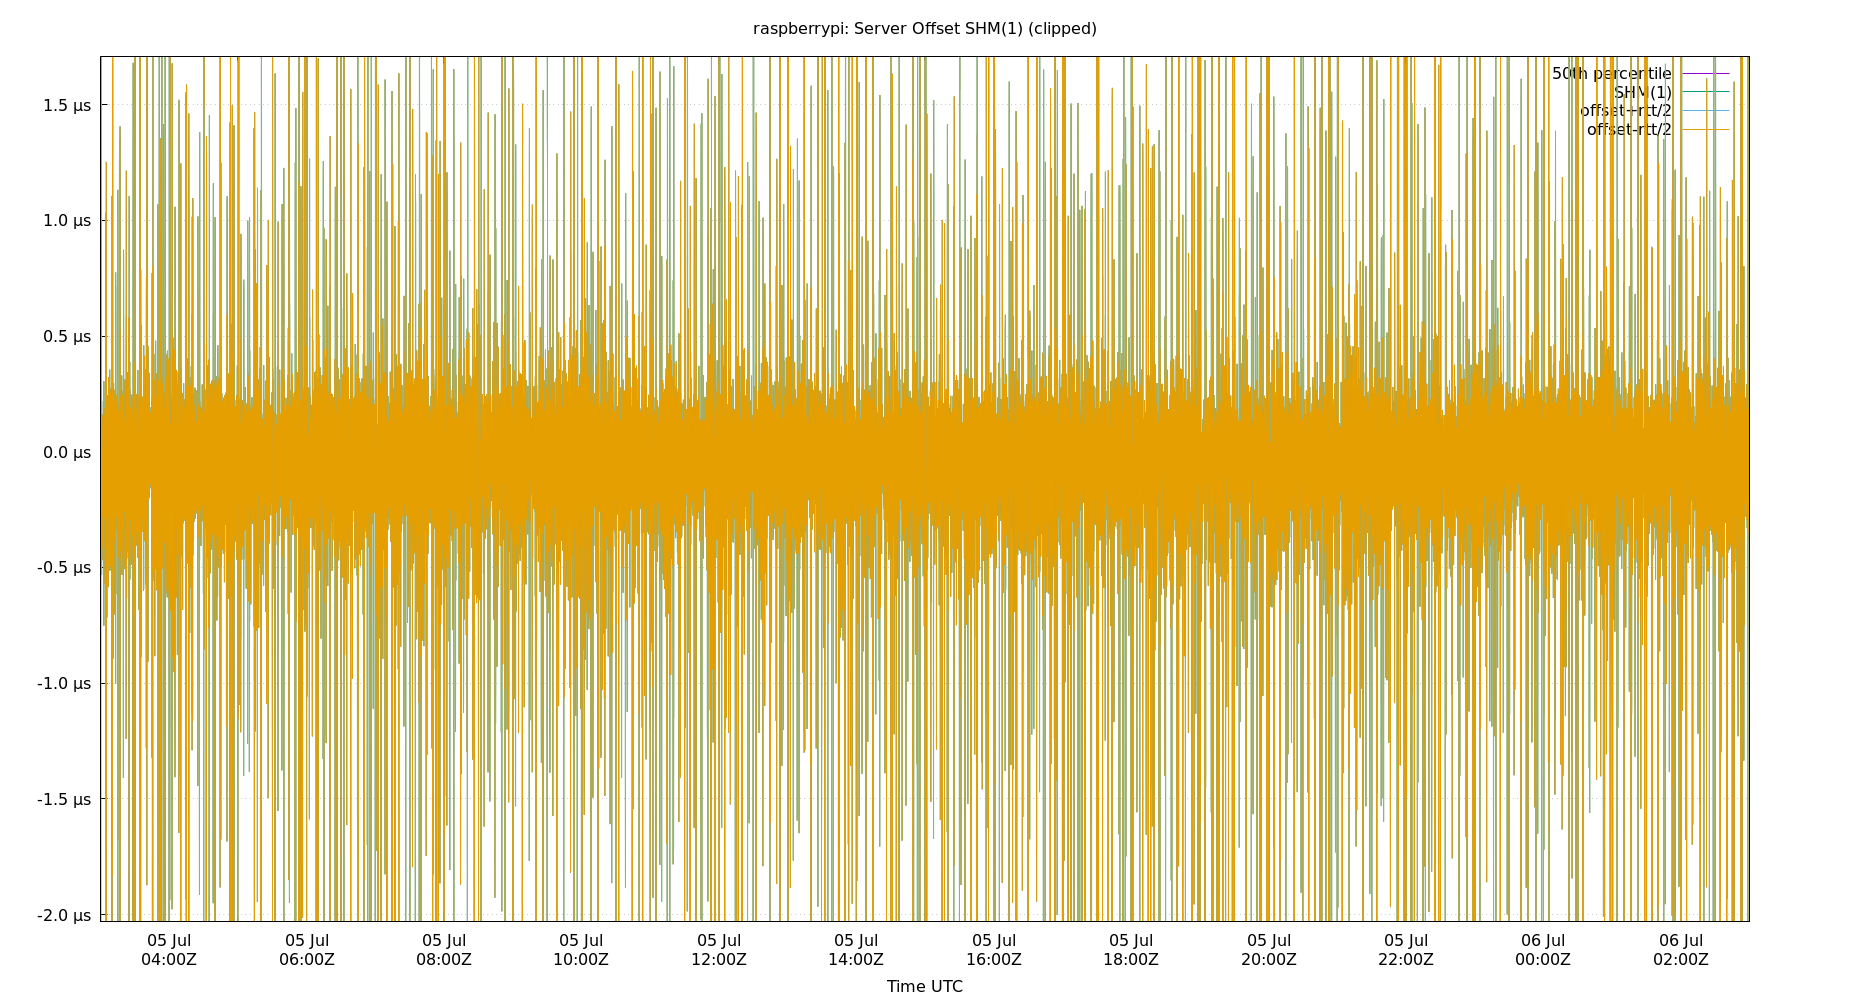 raspberrypi: Server Offset SHM(1) (clipped)
50th percentile
SHM(1)
offset+rtt/2
offset-rtt/2
1.5 µs
1.0 µs
0.5 µs
0.0 µs
-0.5 µs
-1.0 µs
-1.5 µs
-2.0 µs
05 Jul 05 Jul 05 Jul 05 Jul 05 Jul 05 Jul 05 Jul 05 Jul 05 Jul 05 Jul 06 Jul 06 Jul
04:00Z 06:00Z 08:00Z 10:00Z 12:00Z 14:00Z 16:00Z 18:00Z 20:00Z 22:00Z 00:00Z 02:00Z
Time UTC